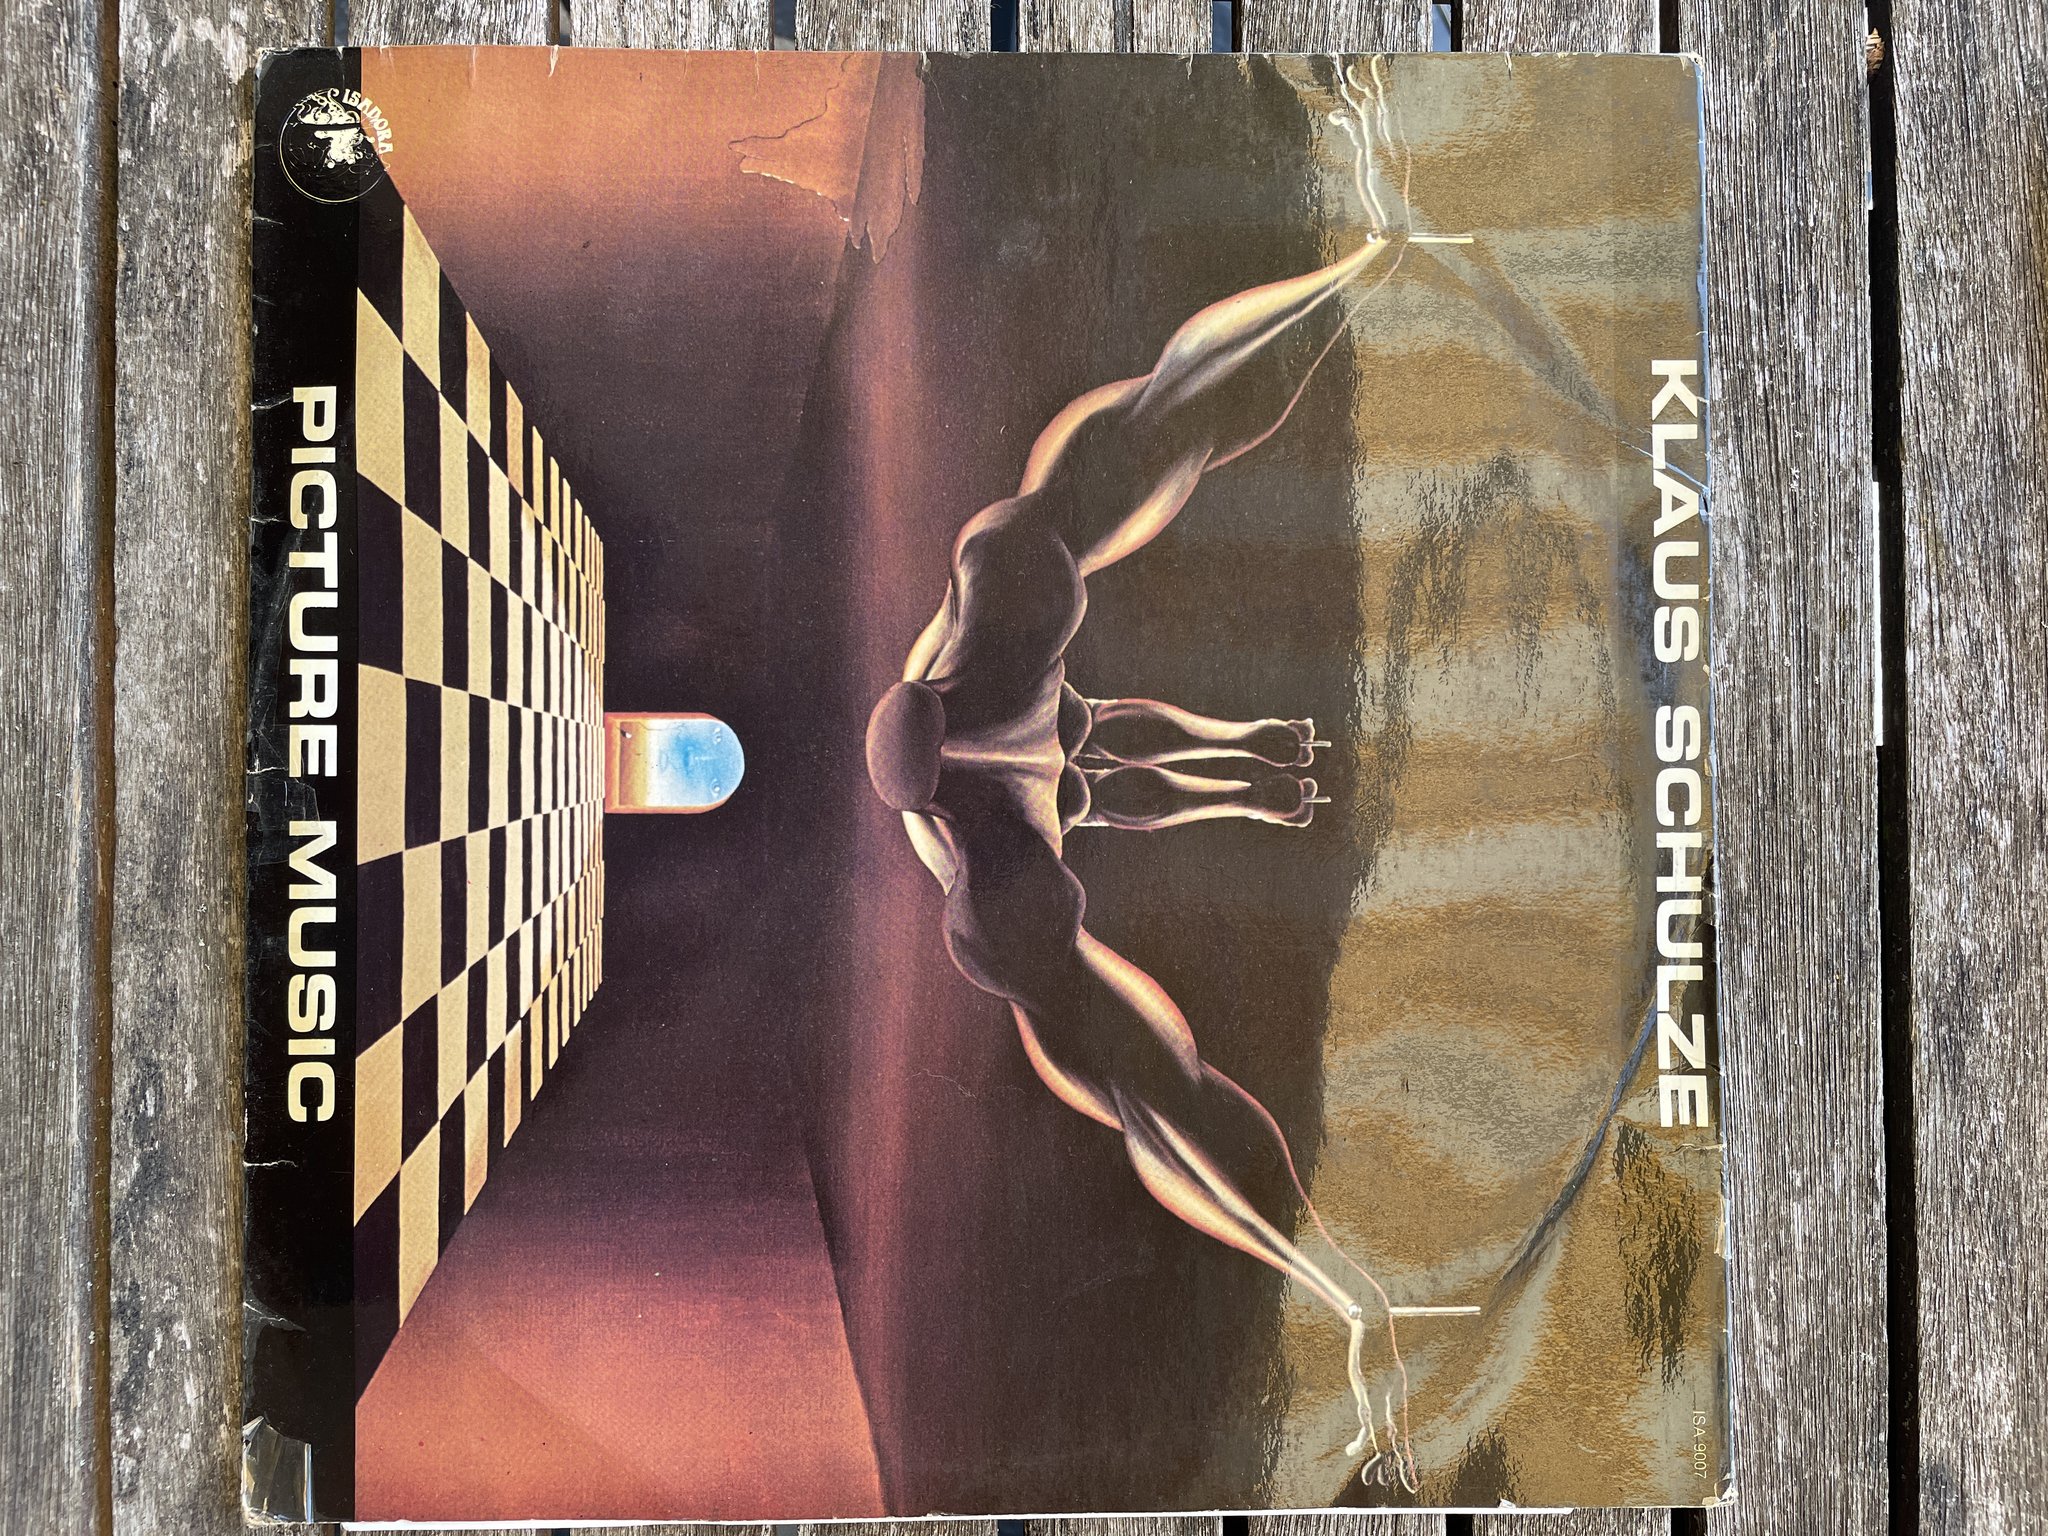 KLAUS SCHULZE
ISA 9007
PICTURE MUSIC
ISADORA